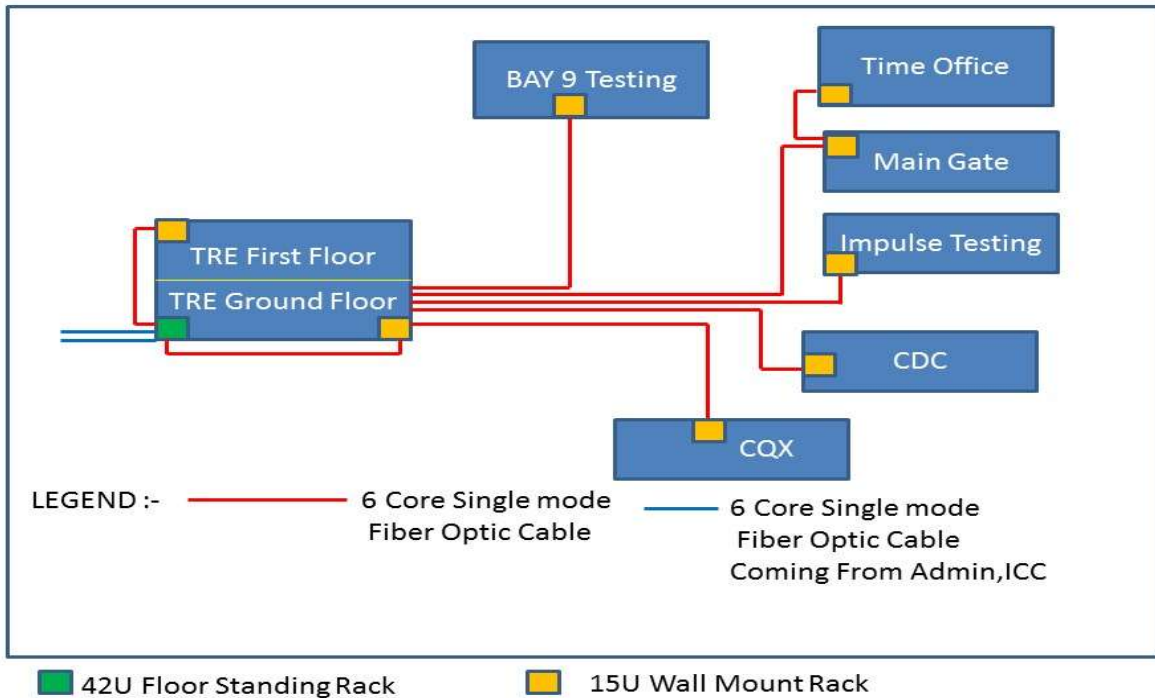 BAY 9 Testing
Time Office
Main Gate
Impulse Testing
TRE First Floor
TRE Ground Floor
CDC
CQX
LEGEND :-
6 Core Single mode
Fiber Optic Cable
6 Core Single mode
Fiber Optic Cable
Coming From Admin,ICC
42U Floor Standing Rack
15U Wall Mount Rack